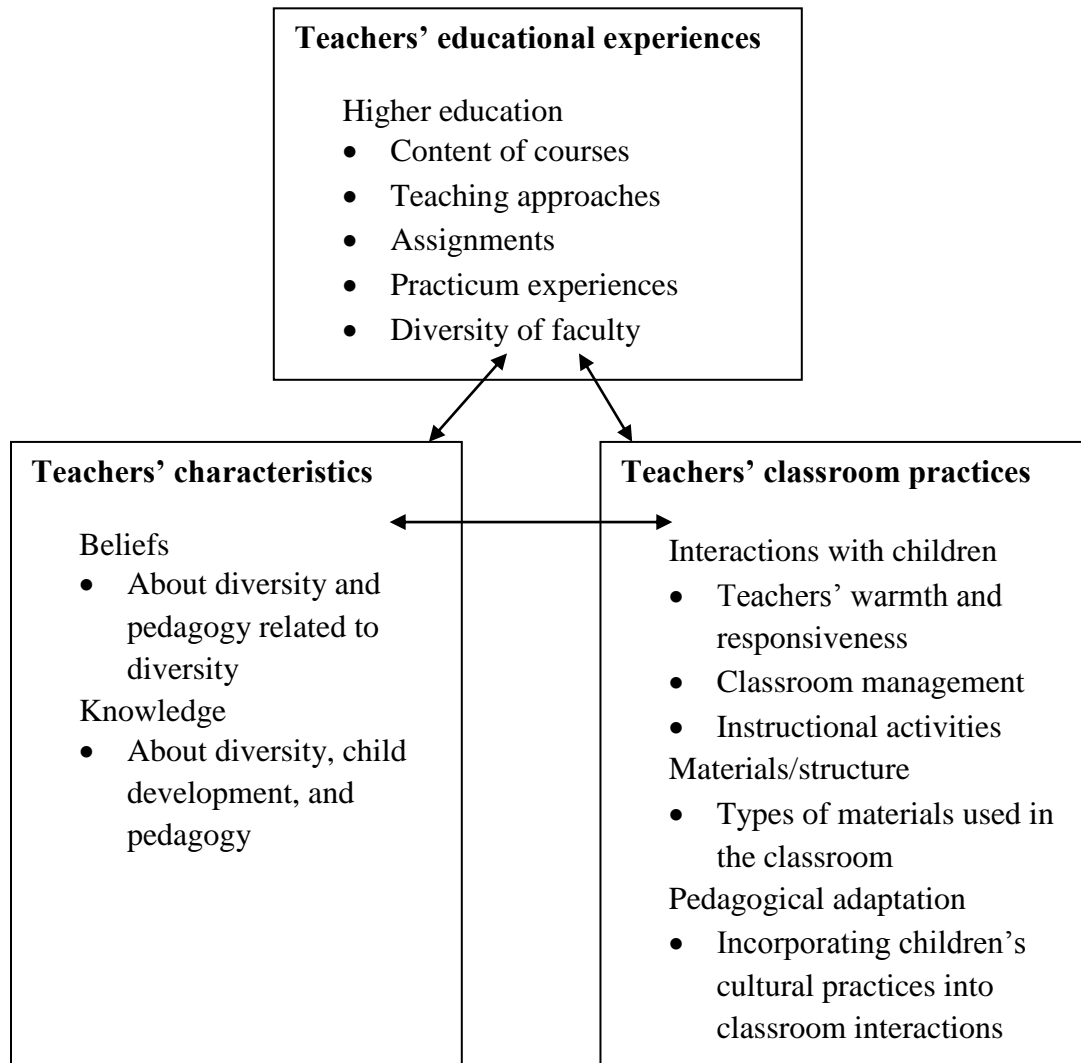 Teachers’ educational experiences
Higher education
• Content of courses
• Teaching approaches
• Assignments
• Practicum experiences
• Diversity of faculty
Teachers’ characteristics
Beliefs
• About diversity and
pedagogy related to
diversity
Knowledge
• About diversity, child
development, and
pedagogy
Teachers’ classroom practices
Interactions with children
• Teachers’ warmth and
responsiveness
• Classroom management
• Instructional activities
Materials/structure
• Types of materials used in
the classroom
Pedagogical adaptation
• Incorporating children’s
cultural practices into
classroom interactions